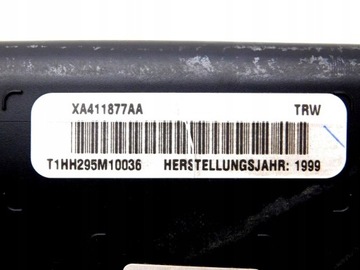 XA411877AA TRW
T1HH295M10036 HERSTELLUNGSJAHR: 1999